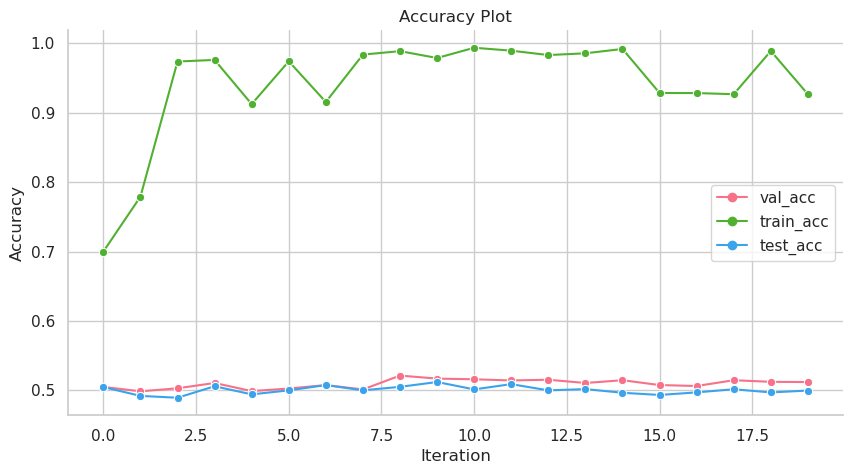 Accuracy Plot
1.0
0.9
0.8
0.7
0.6
0.5
Accuracy
val_acc
train_acc
test_acc
0.0 2.5 5.0 7.5 10.0 12.5 15.0 17.5
Iteration